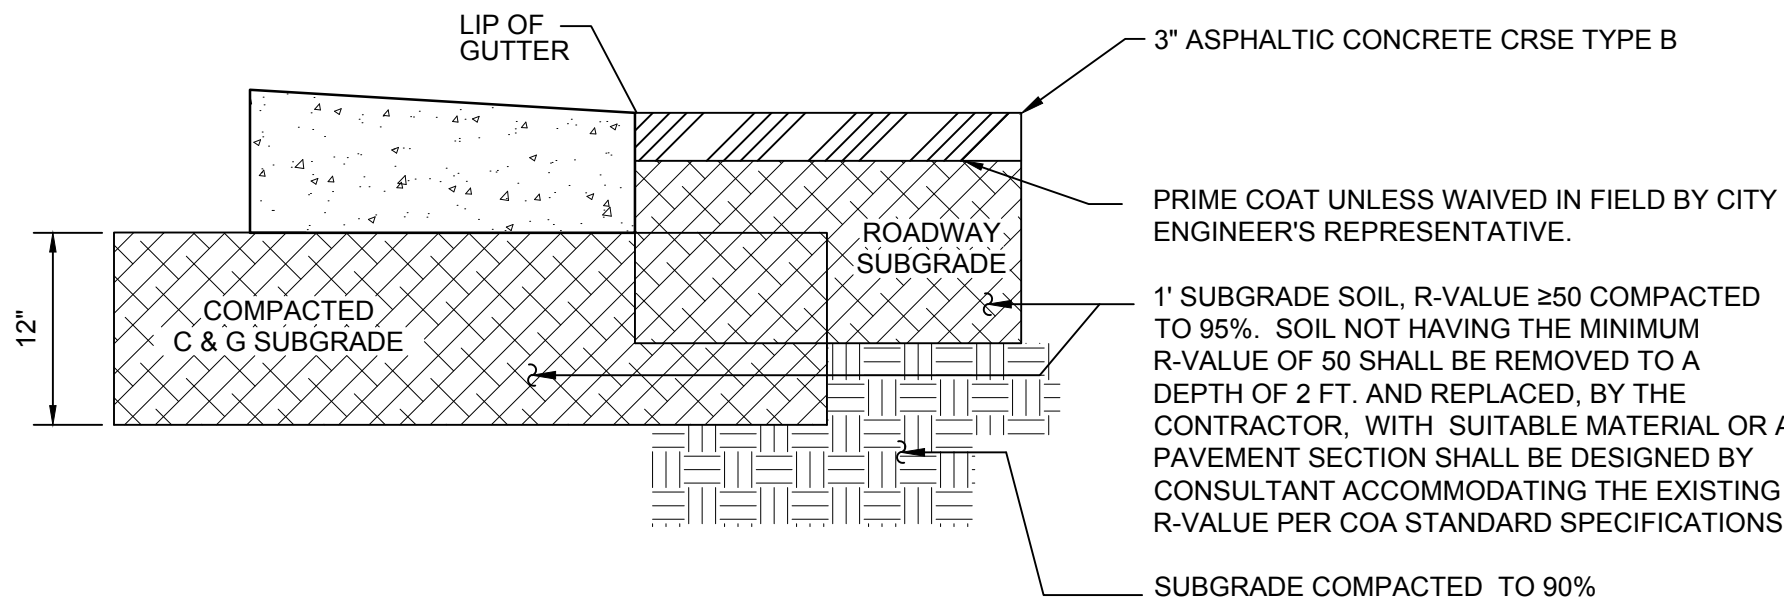 LIP OF
GUTTER
3" ASPHALTIC CONCRETE CRSE TYPE B
PRIME COAT UNLESS WAIVED IN FIELD BY CITY
ENGINEER'S REPRESENTATIVE.
ROADWAY
SUBGRADE
12"
COMPACTED
C & G SUBGRADE
1' SUBGRADE SOIL, R-VALUE ≥50 COMPACTED
TO 95%. SOIL NOT HAVING THE MINIMUM
R-VALUE OF 50 SHALL BE REMOVED TO A
DEPTH OF 2 FT. AND REPLACED, BY THE
CONTRACTOR, WITH SUITABLE MATERIAL OR A
PAVEMENT SECTION SHALL BE DESIGNED BY
CONSULTANT ACCOMMODATING THE EXISTING
R-VALUE PER COA STANDARD SPECIFICATIONS
SUBGRADE COMPACTED TO 90%